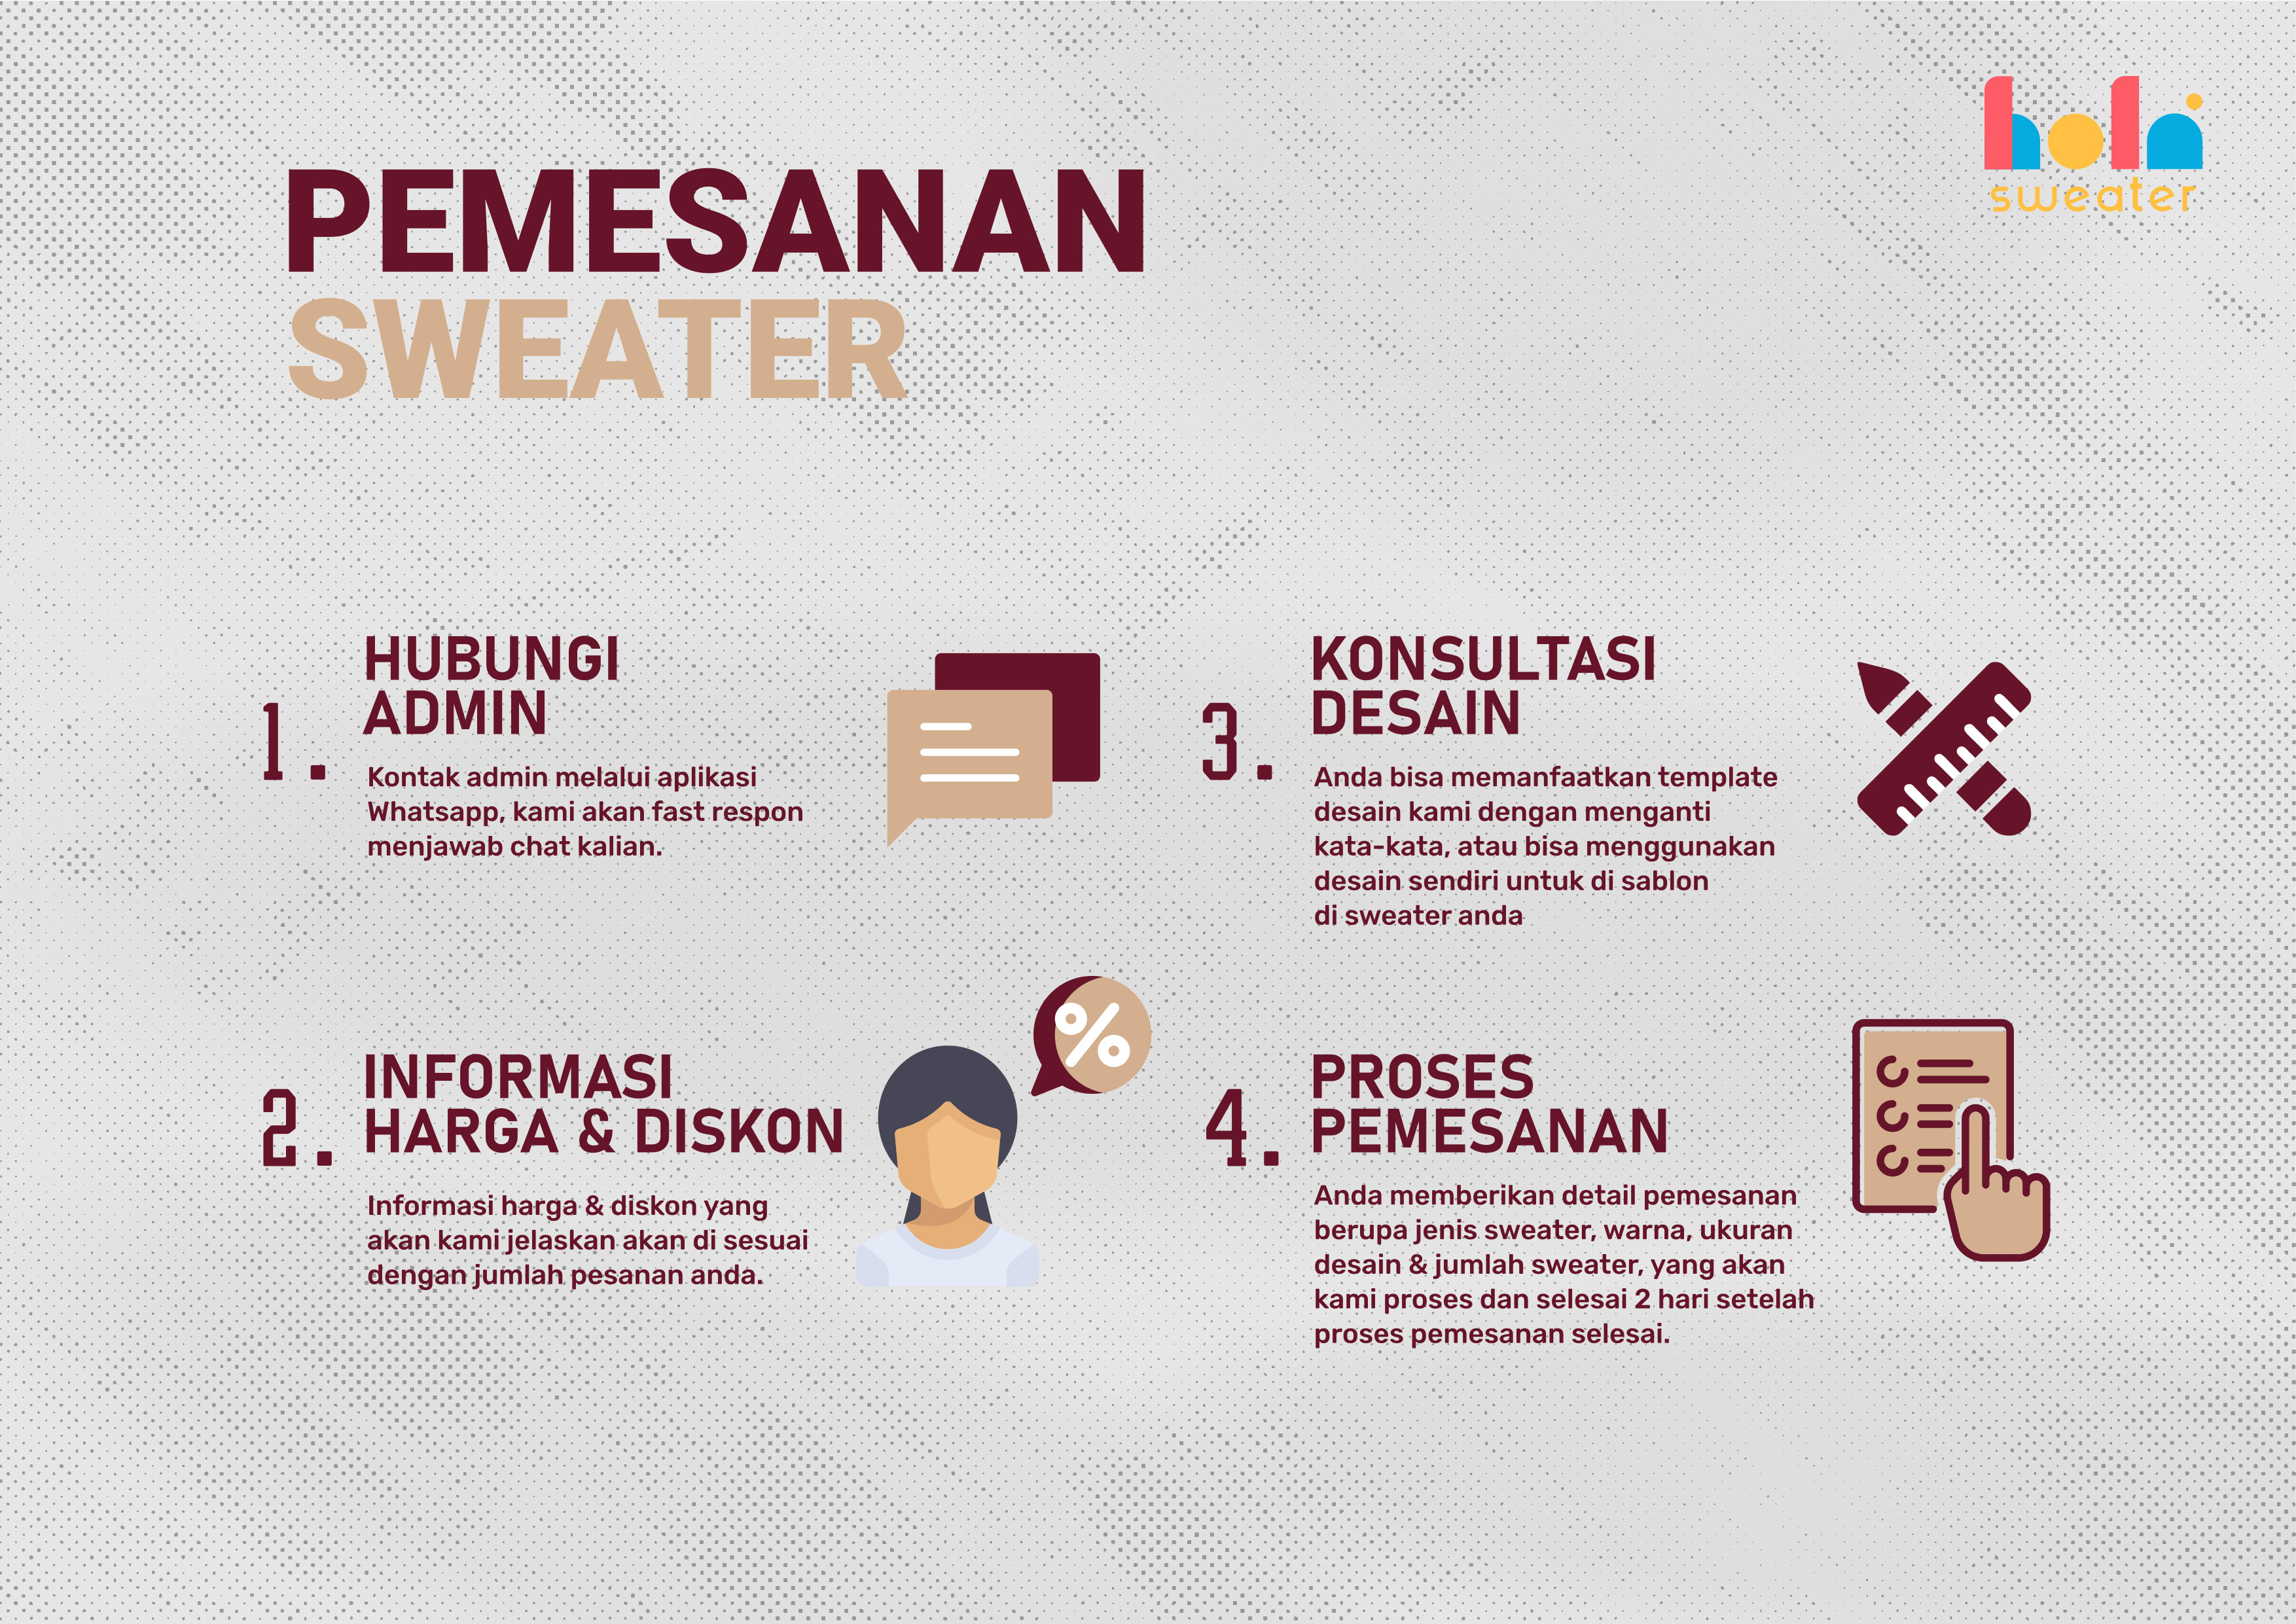 hola
sweater
PEMESANAN
SWEATER
1.
HUBUNGI
ADMIN
Kontak admin melalui aplikasi
Whatsapp, kami akan fast respon
menjawab chat kalian.
2.
INFORMASI
HARGA & DISKON
Informasi harga & diskon yang
akan kami jelaskan akan di sesuai
dengan jumlah pesanan anda.
%
3.
KONSULTASI
DESAIN
Anda bisa memanfaatkan template
desain kami dengan menganti
kata-kata, atau bisa menggunakan
desain sendiri untuk di sablon
di sweater anda
4.
PROSES
PEMESANAN
Anda memberikan detail pemesanan
berupa jenis sweater, warna, ukuran
desain & jumlah sweater, yang akan
kami proses dan selesai 2 hari setelah
proses pemesanan selesai.